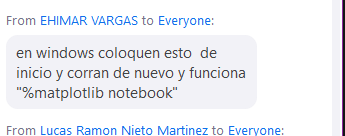 From EHIMAR VARGAS to Everyone:
en windows coloquen esto de
inicio y corran de nuevo y funciona
"%matplotlib notebook"
From Lucas Ramon Nieto Martinez to Everyone: